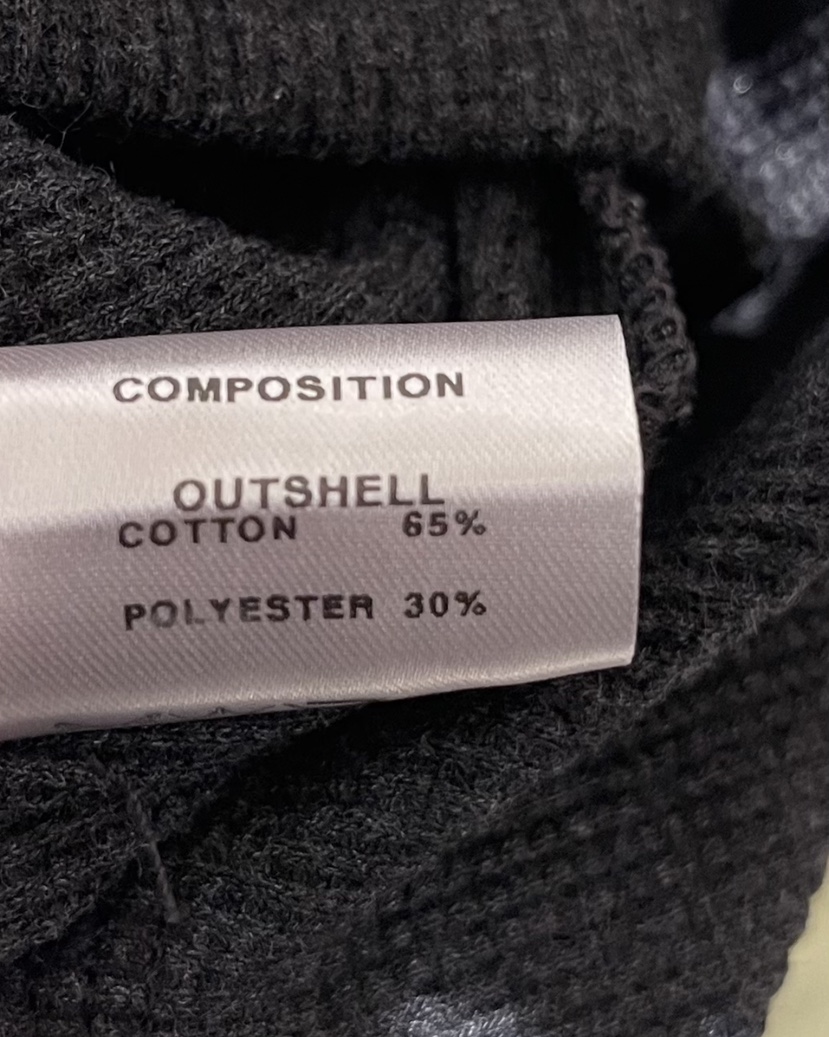 COMPOSITION
OUTSHELL
COTTON 65%
POLYESTER 30%